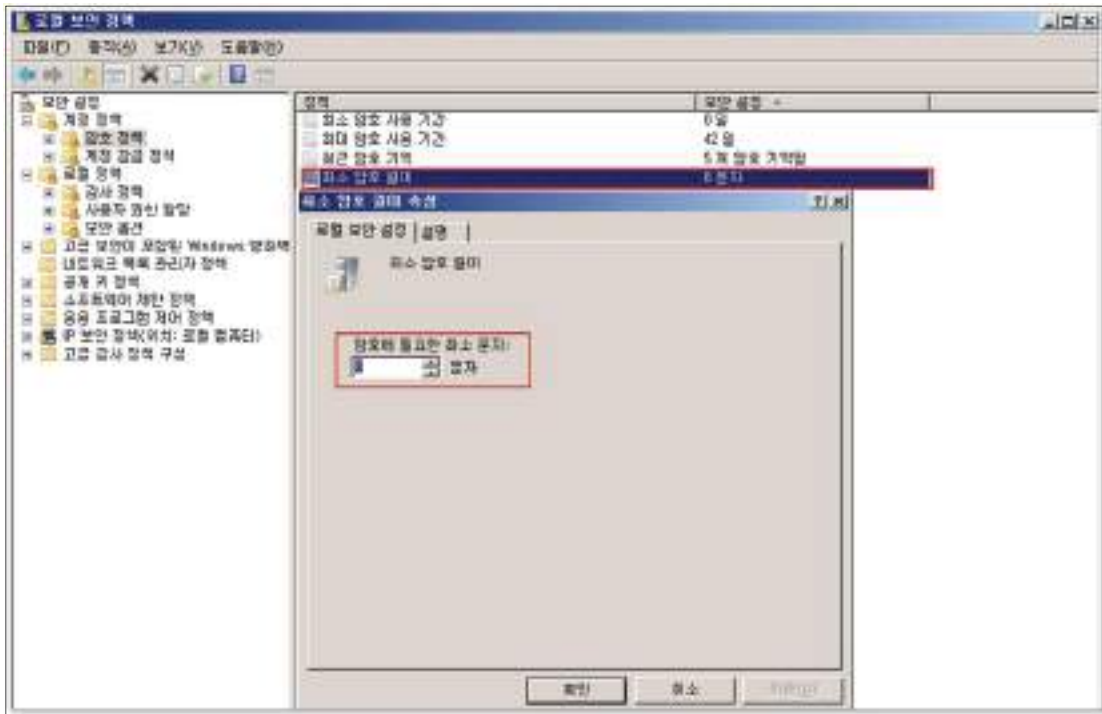 로컬 보안 정책
파일(F) 동작(A) 보기(V) 도움말(H)
보안 설정
계정 정책
암호 정책
계정 잠금 정책
로컬 정책
감사 정책
사용자 권한 할당
보안 옵션
고급 보안이 포함된 Windows 방화벽
네트워크 목록 관리자 정책
공개 키 정책
소프트웨어 제한 정책
응용 프로그램 제어 정책
IP 보안 정책(위치: 로컬 컴퓨터)
고급 감사 정책 구성
정책 보안 설정
최소 암호 사용 기간 0 일
최대 암호 사용 기간 42 일
최근 암호 기억 5 개 암호 기억됨
최소 암호 길이 문자
최소 암호 길이 속성
로컬 보안 설정 설명
최소 암호 길이
암호에 필요한 최소 문자:
문자
확인 취소